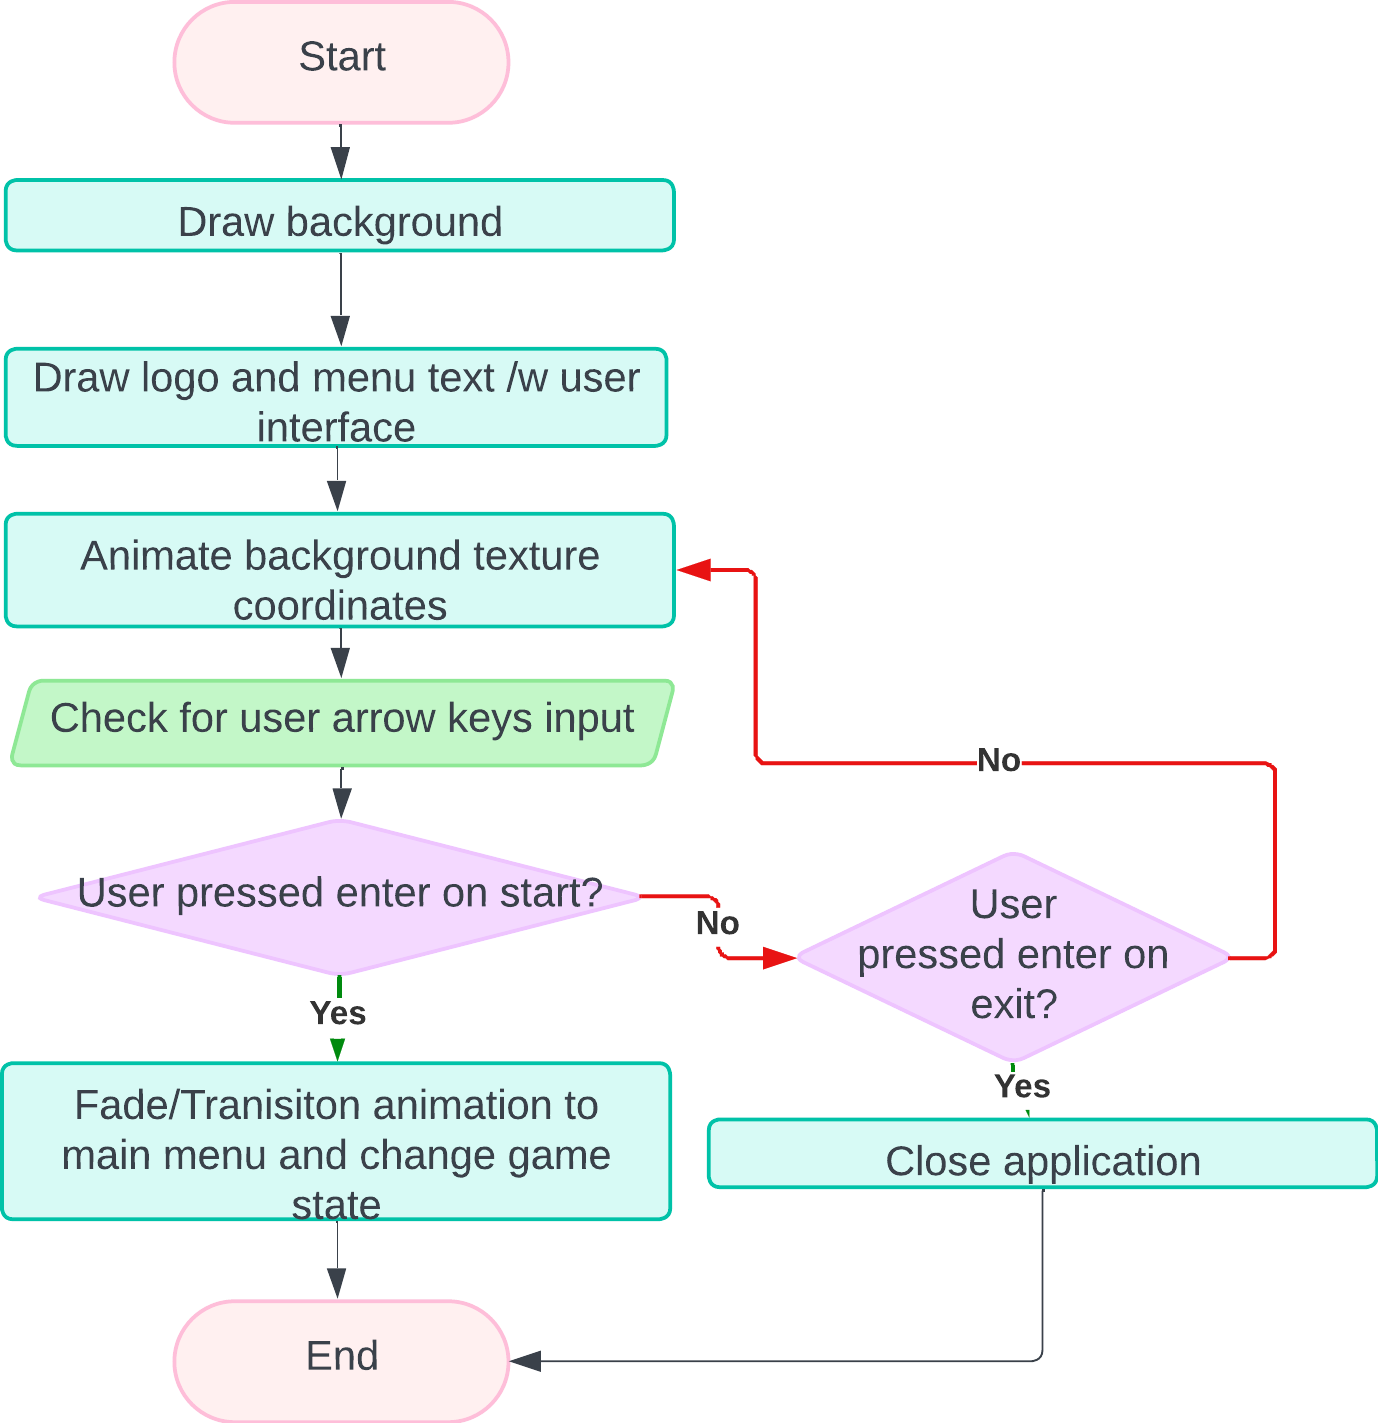 Start
Draw background
Draw logo and menu text /w user
interface
Animate background texture
coordinates
Check for user arrow keys input
No
User pressed enter on start?
No
User
pressed enter on
exit?
Yes
Yes
Fade/Tranisiton animation to
main menu and change game
state
Close application
End